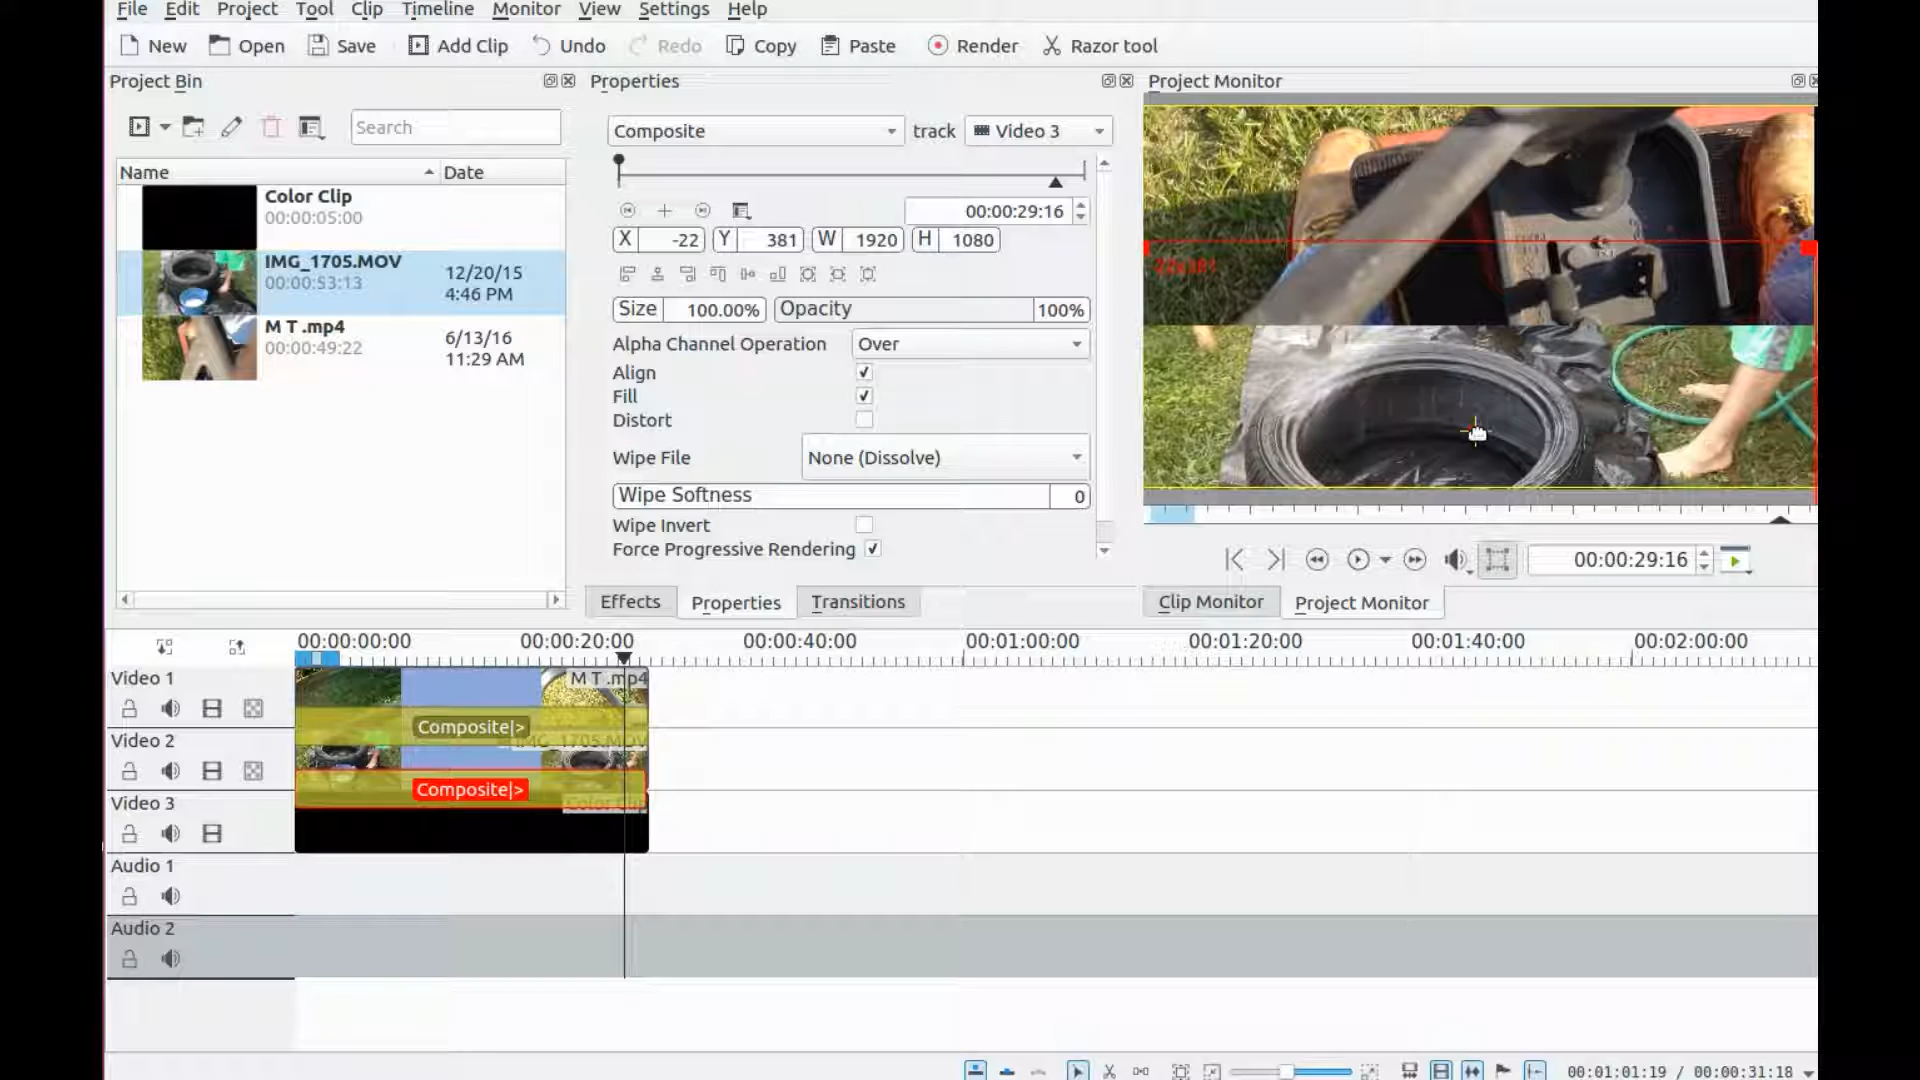 File Edit Project Tool Clip Timeline Monitor View Settings Help
New Open Save Add Clip Undo Redo Copy Paste Render Razor tool
Project Bin
Search
Name Date
Color Clip
00:00:05:00
IMG_1705.MOV
00:00:53:13
12/20/15
4:46 PM
M T .mp4
00:00:49:22
6/13/16
11:29 AM
Properties
Composite track Video 3
00:00:29:16
X -22 Y 381 W 1920 H 1080
Size 100.00% Opacity 100%
Alpha Channel Operation Over
Align
Fill
Distort
Wipe File None (Dissolve)
Wipe Softness 0
Wipe Invert
Force Progressive Rendering
Effects Properties Transitions
Project Monitor
-22x381
00:00:29:16
Clip Monitor Project Monitor
00:00:00:00 00:00:20:00 00:00:40:00 00:01:00:00 00:01:20:00 00:01:40:00 00:02:00:00
Video 1
M T .mp4
Composite|>
Video 2
IMG_1705.MOV
Composite|>
Video 3
Color Clip
Audio 1
Audio 2
00:01:01:19 / 00:00:31:18